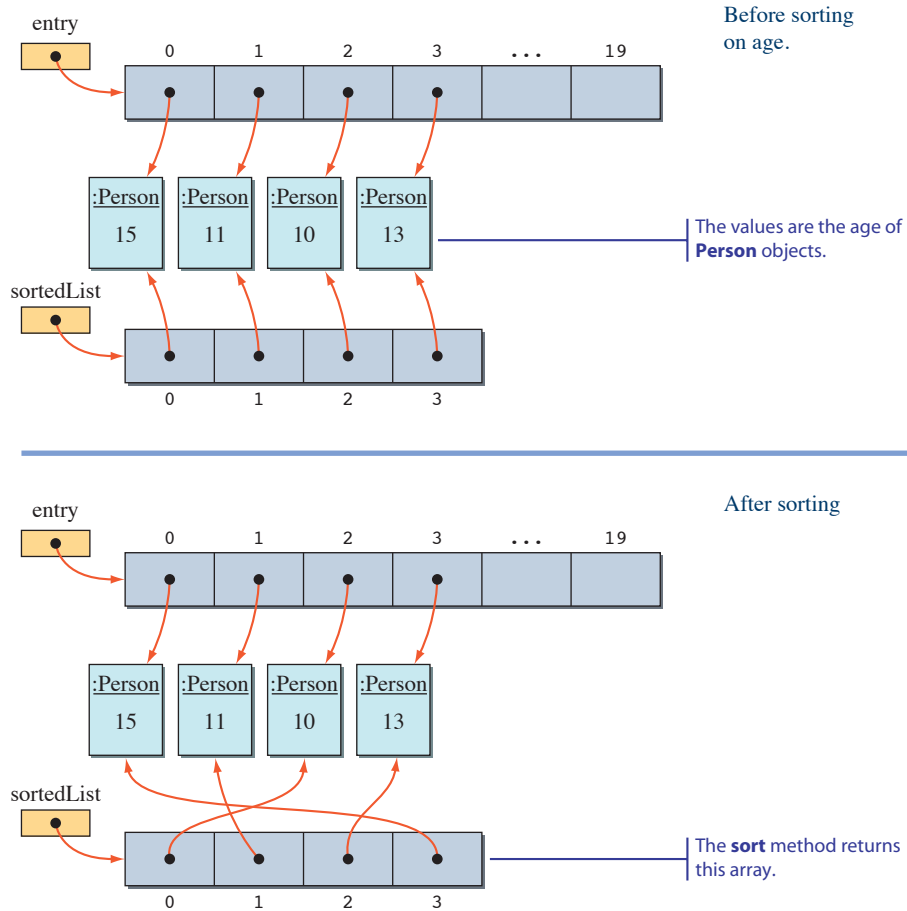 Before sorting
on age.
entry
0 1 2 3 ... 19
:Person :Person :Person :Person
15 11 10 13
The values are the age of
Person objects.
sortedList
0 1 2 3
After sorting
entry
0 1 2 3 ... 19
:Person :Person :Person :Person
15 11 10 13
sortedList
The sort method returns
this array.
0 1 2 3